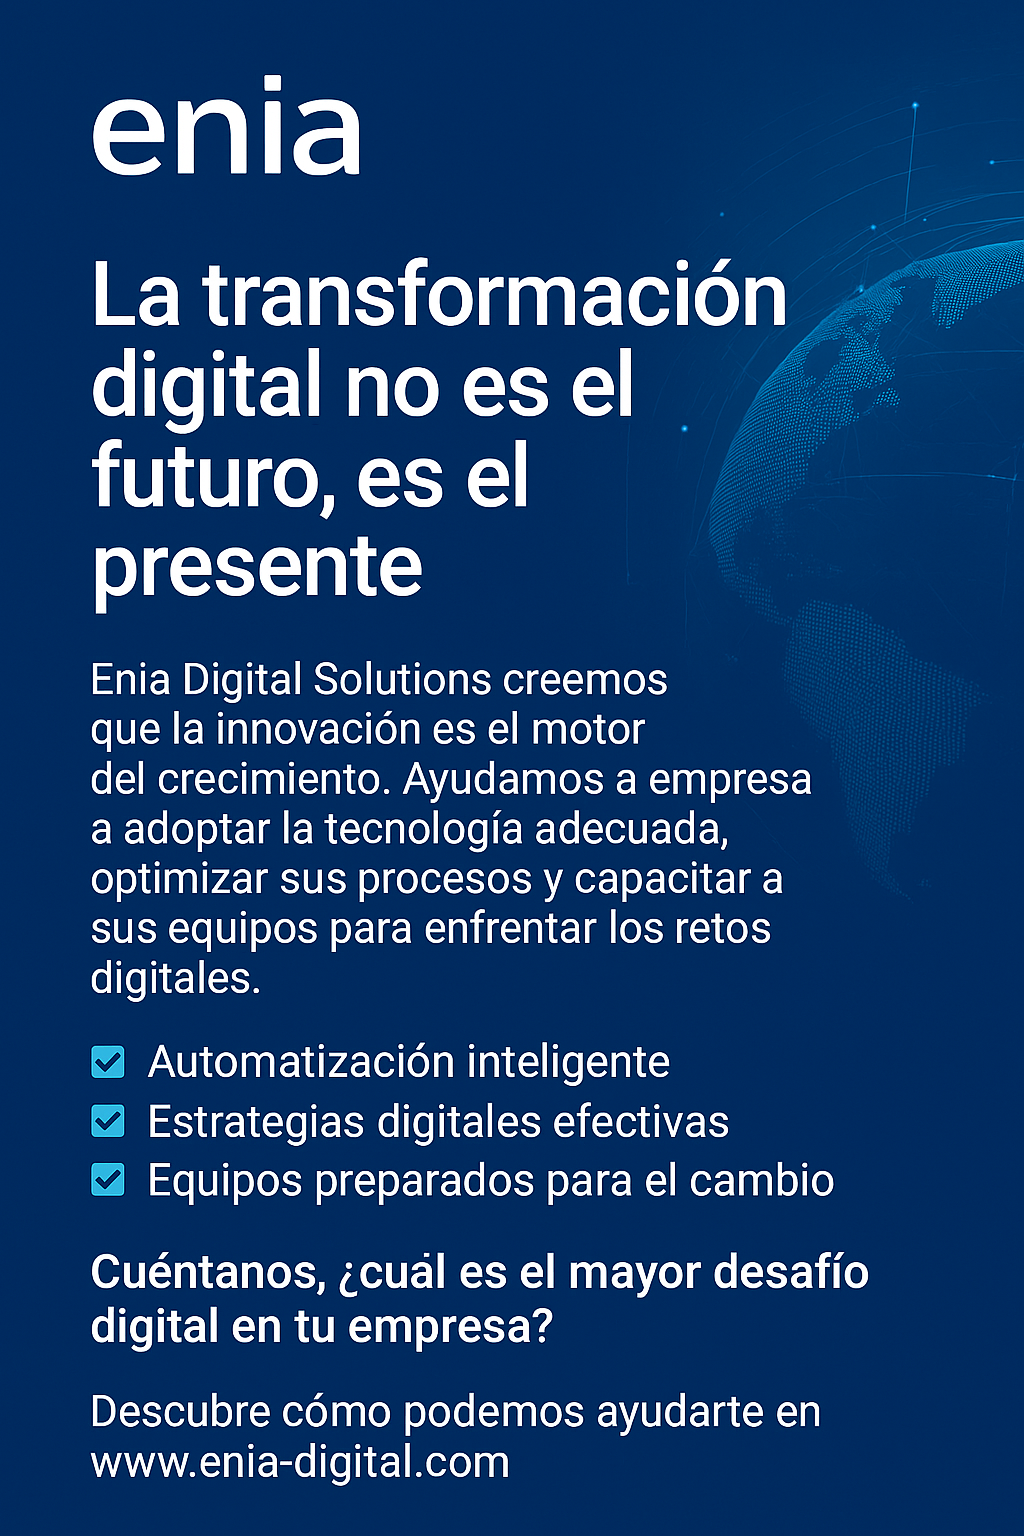 enia
La transformación
digital no es el
futuro, es el
presente
Enia Digital Solutions creemos
que la innovación es el motor
del crecimiento. Ayudamos a empresa
a adoptar la tecnología adecuada,
optimizar sus procesos y capacitar a
sus equipos para enfrentar los retos
digitales.
Automatización inteligente
Estrategias digitales efectivas
Equipos preparados para el cambio
Cuéntanos, ¿cuál es el mayor desafío
digital en tu empresa?
Descubre cómo podemos ayudarte en
www.enia-digital.com